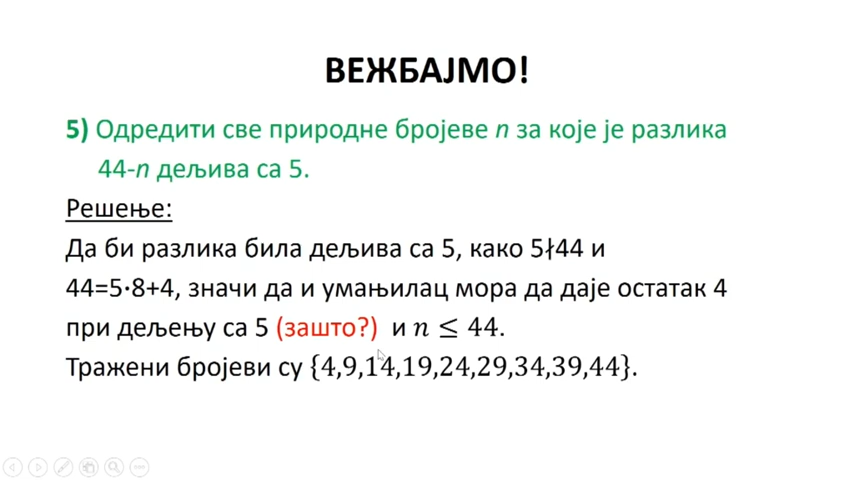 ВЕЖБАЈМО!
5) Одредити све природне бројеве n за које је разлика
44-n дељива са 5.
Решење:
Да би разлика била дељива са 5, како 5∤44 и
44=5·8+4, значи да и умањилац мора да даје остатак 4
при дељењу са 5 (зашто?) и n ≤ 44.
Тражени бројеви су {4,9,14,19,24,29,34,39,44}.